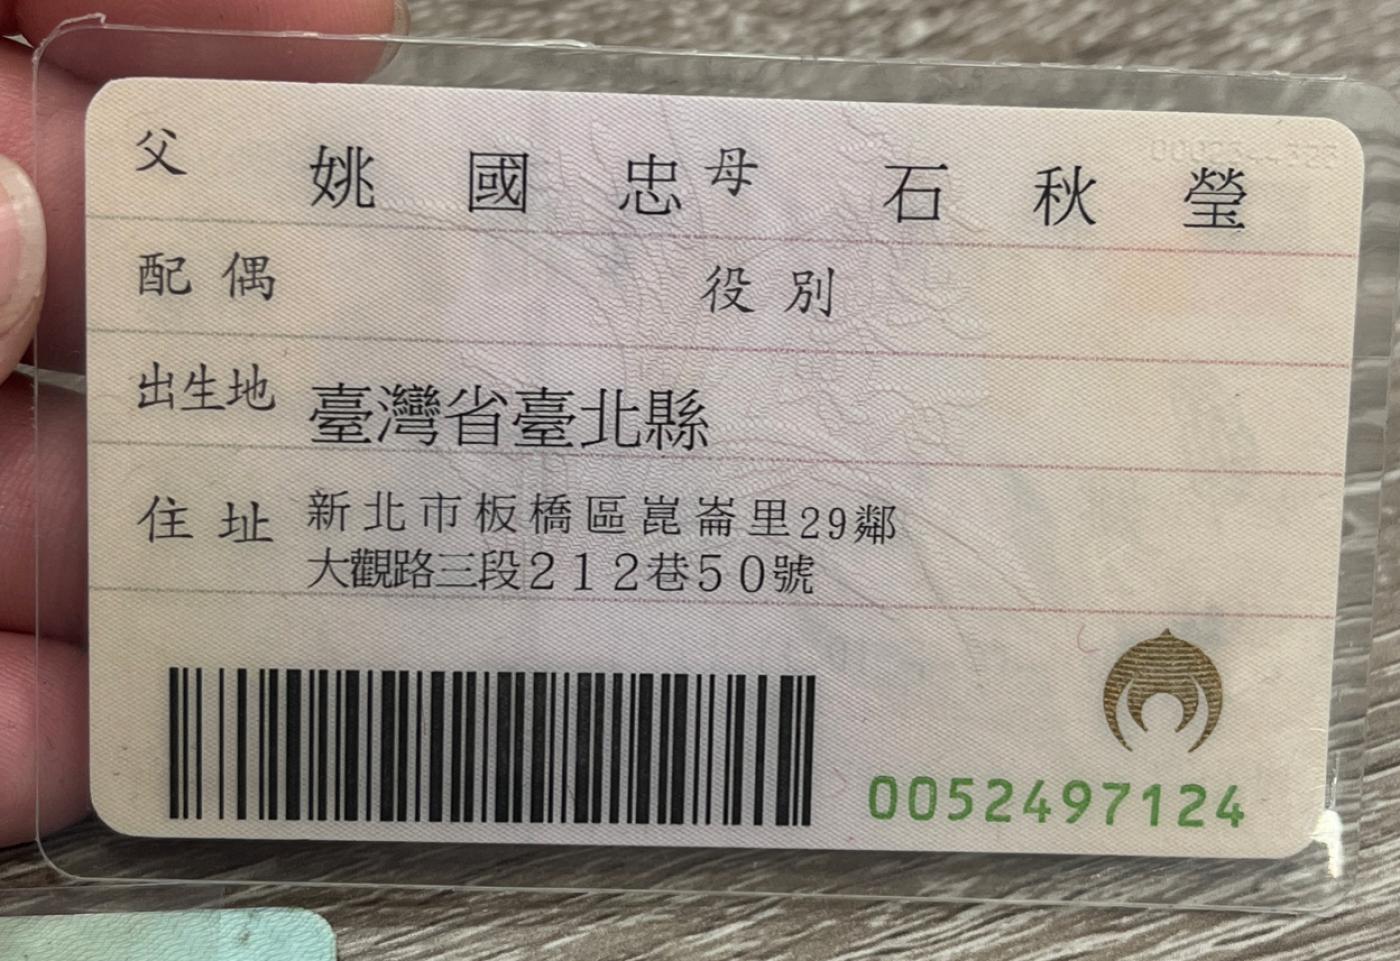 父 姚國忠 母 石秋瑩
配偶 役別
出生地 臺灣省臺北縣
住址 新北市板橋區崑崙里29鄰
大觀路三段212巷50號
0052497124